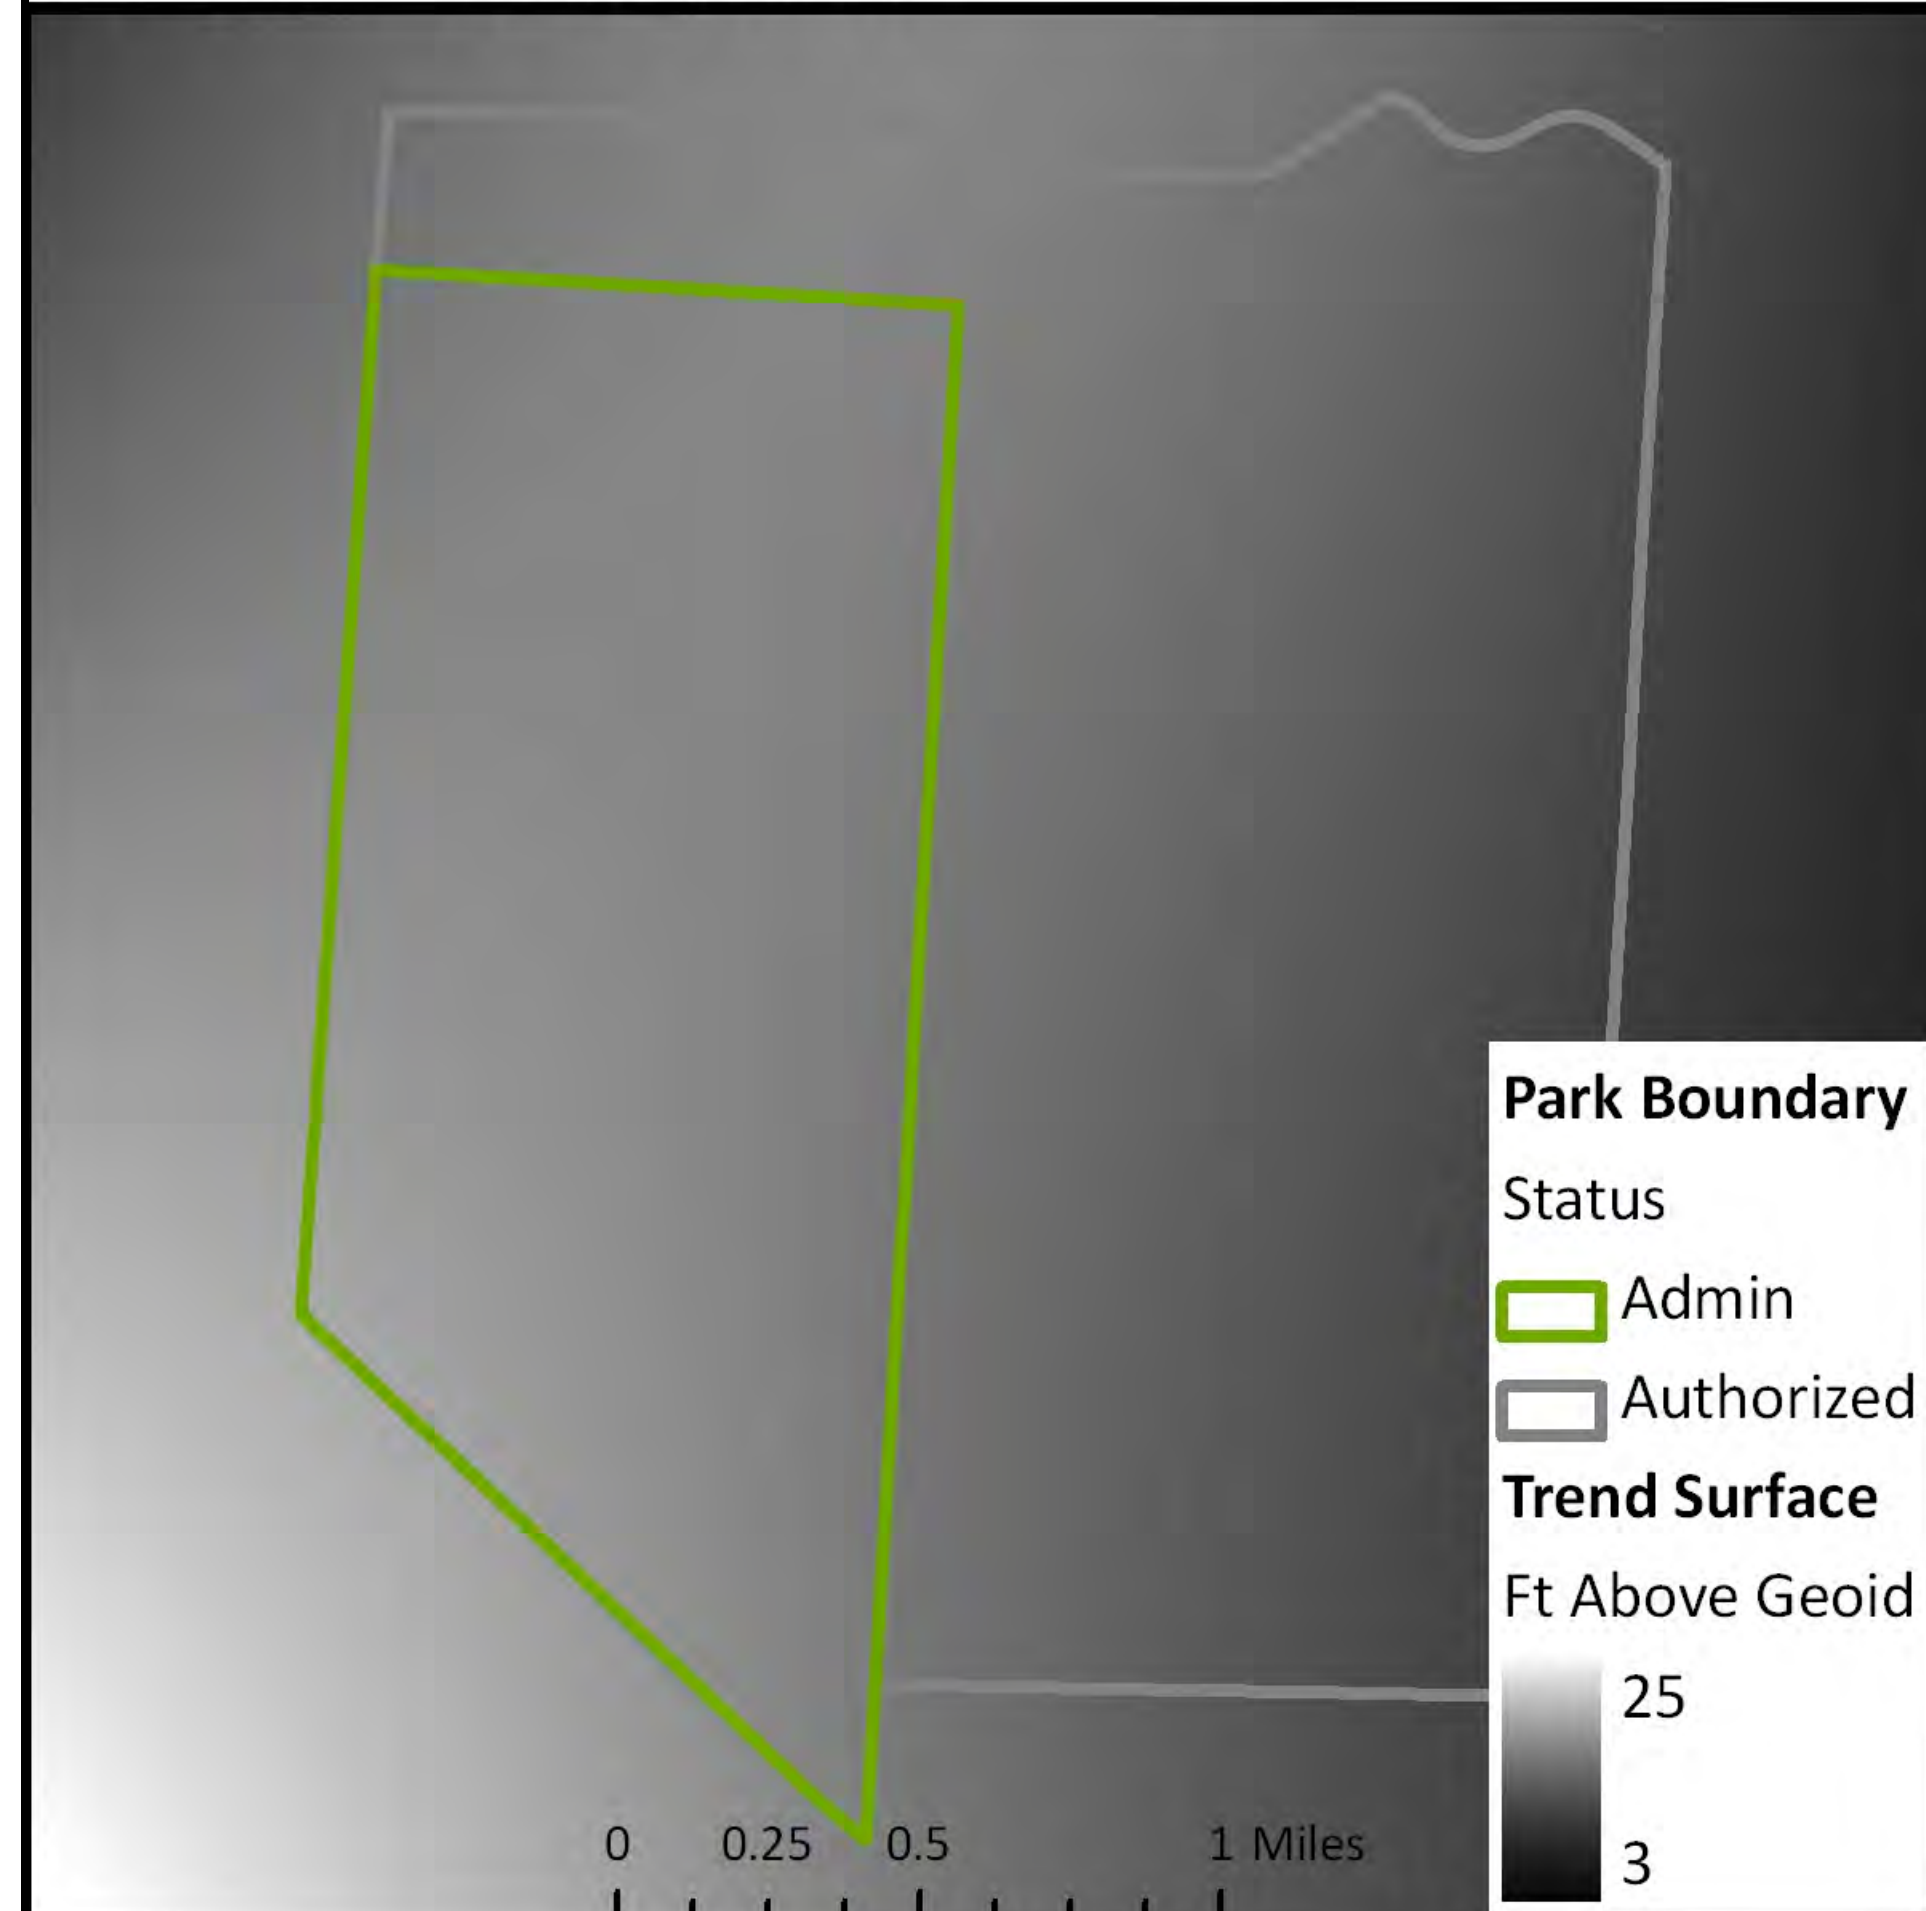 Park Boundary
Status
Admin
Authorized
Trend Surface
Ft Above Geoid
25
3
0 0.25 0.5 1 Miles